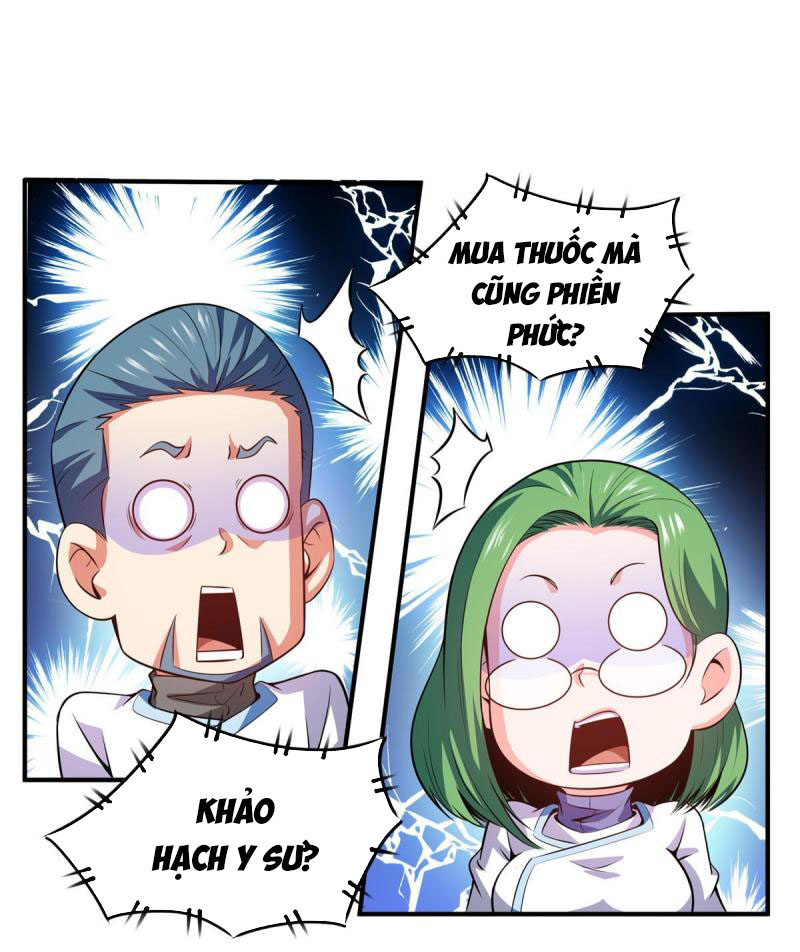 MUA THUỐC MÀ
CŨNG PHIỀN
PHỨC?
KHẢO
HẠCH Y SƯ?